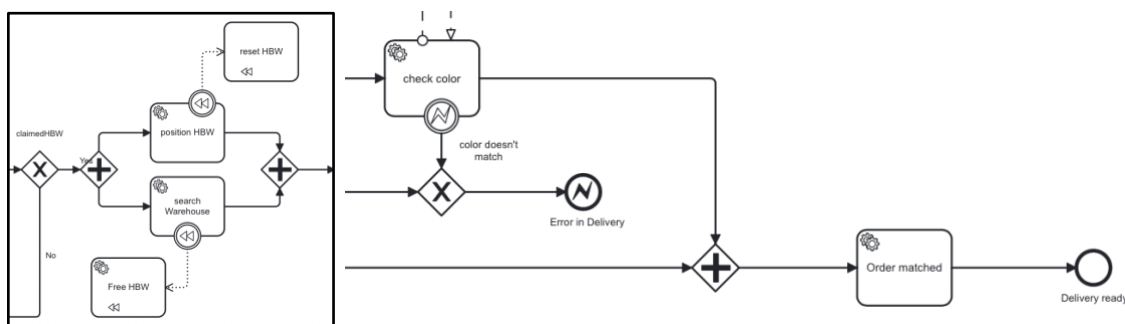 reset HBW
claimedHBW
position HBW
Yes
search
Warehouse
No
Free HBW
check color
color doesn't
match
Error in Delivery
Order matched
Delivery ready